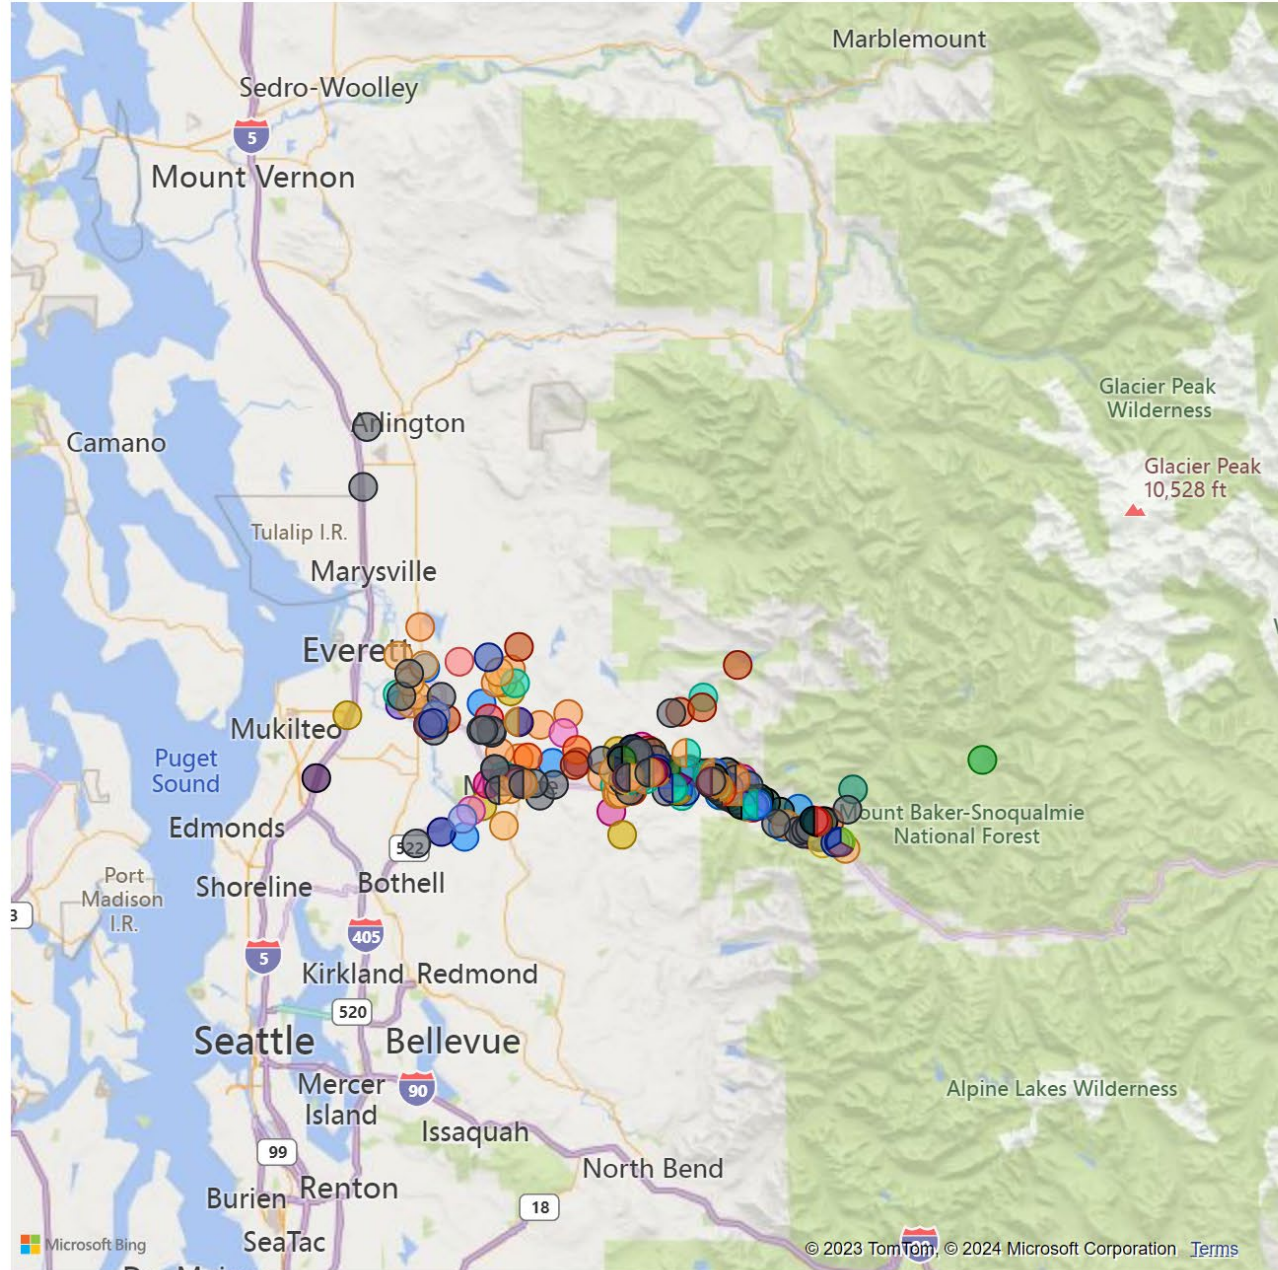 Marblemount
Sedro-Woolley
5
Mount Vernon
Glacier Peak
Wilderness
Arlington
Camano
Glacier Peak
10,528 ft
Tulalip I.R.
Marysville
Everett
Mukilteo
Puget
Sound
Mount Baker-Snoqualmie
National Forest
Edmonds
522
Port
Madison
I.R.
Shoreline
Bothell
3
405
5
Kirkland
Redmond
520
Seattle
Bellevue
Mercer
Island
90
Alpine Lakes Wilderness
Issaquah
99
North Bend
Burien
Renton
18
SeaTac
Microsoft Bing
© 2023 TomTom, © 2024 Microsoft Corporation Terms